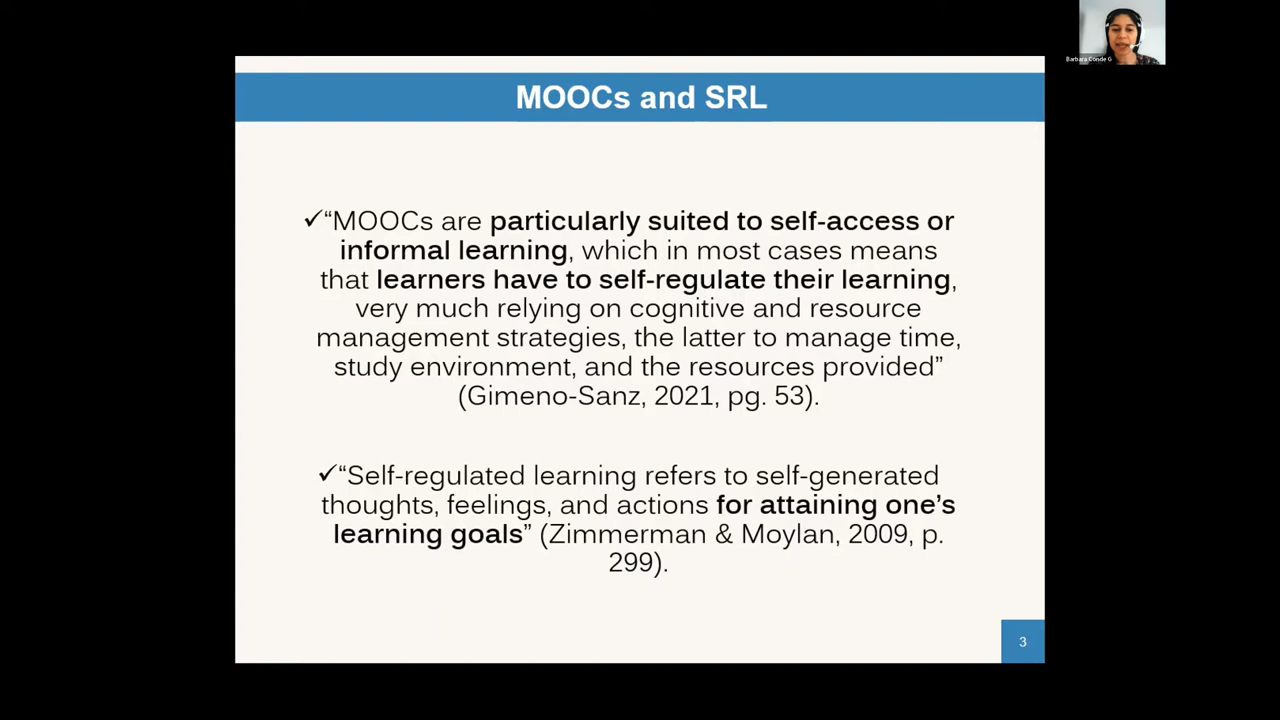 Barbara Conde G
MOOCs and SRL
✓“MOOCs are particularly suited to self-access or
informal learning, which in most cases means
that learners have to self-regulate their learning,
very much relying on cognitive and resource
management strategies, the latter to manage time,
study environment, and the resources provided”
(Gimeno-Sanz, 2021, pg. 53).
✓“Self-regulated learning refers to self-generated
thoughts, feelings, and actions for attaining one’s
learning goals” (Zimmerman & Moylan, 2009, p.
299).
3